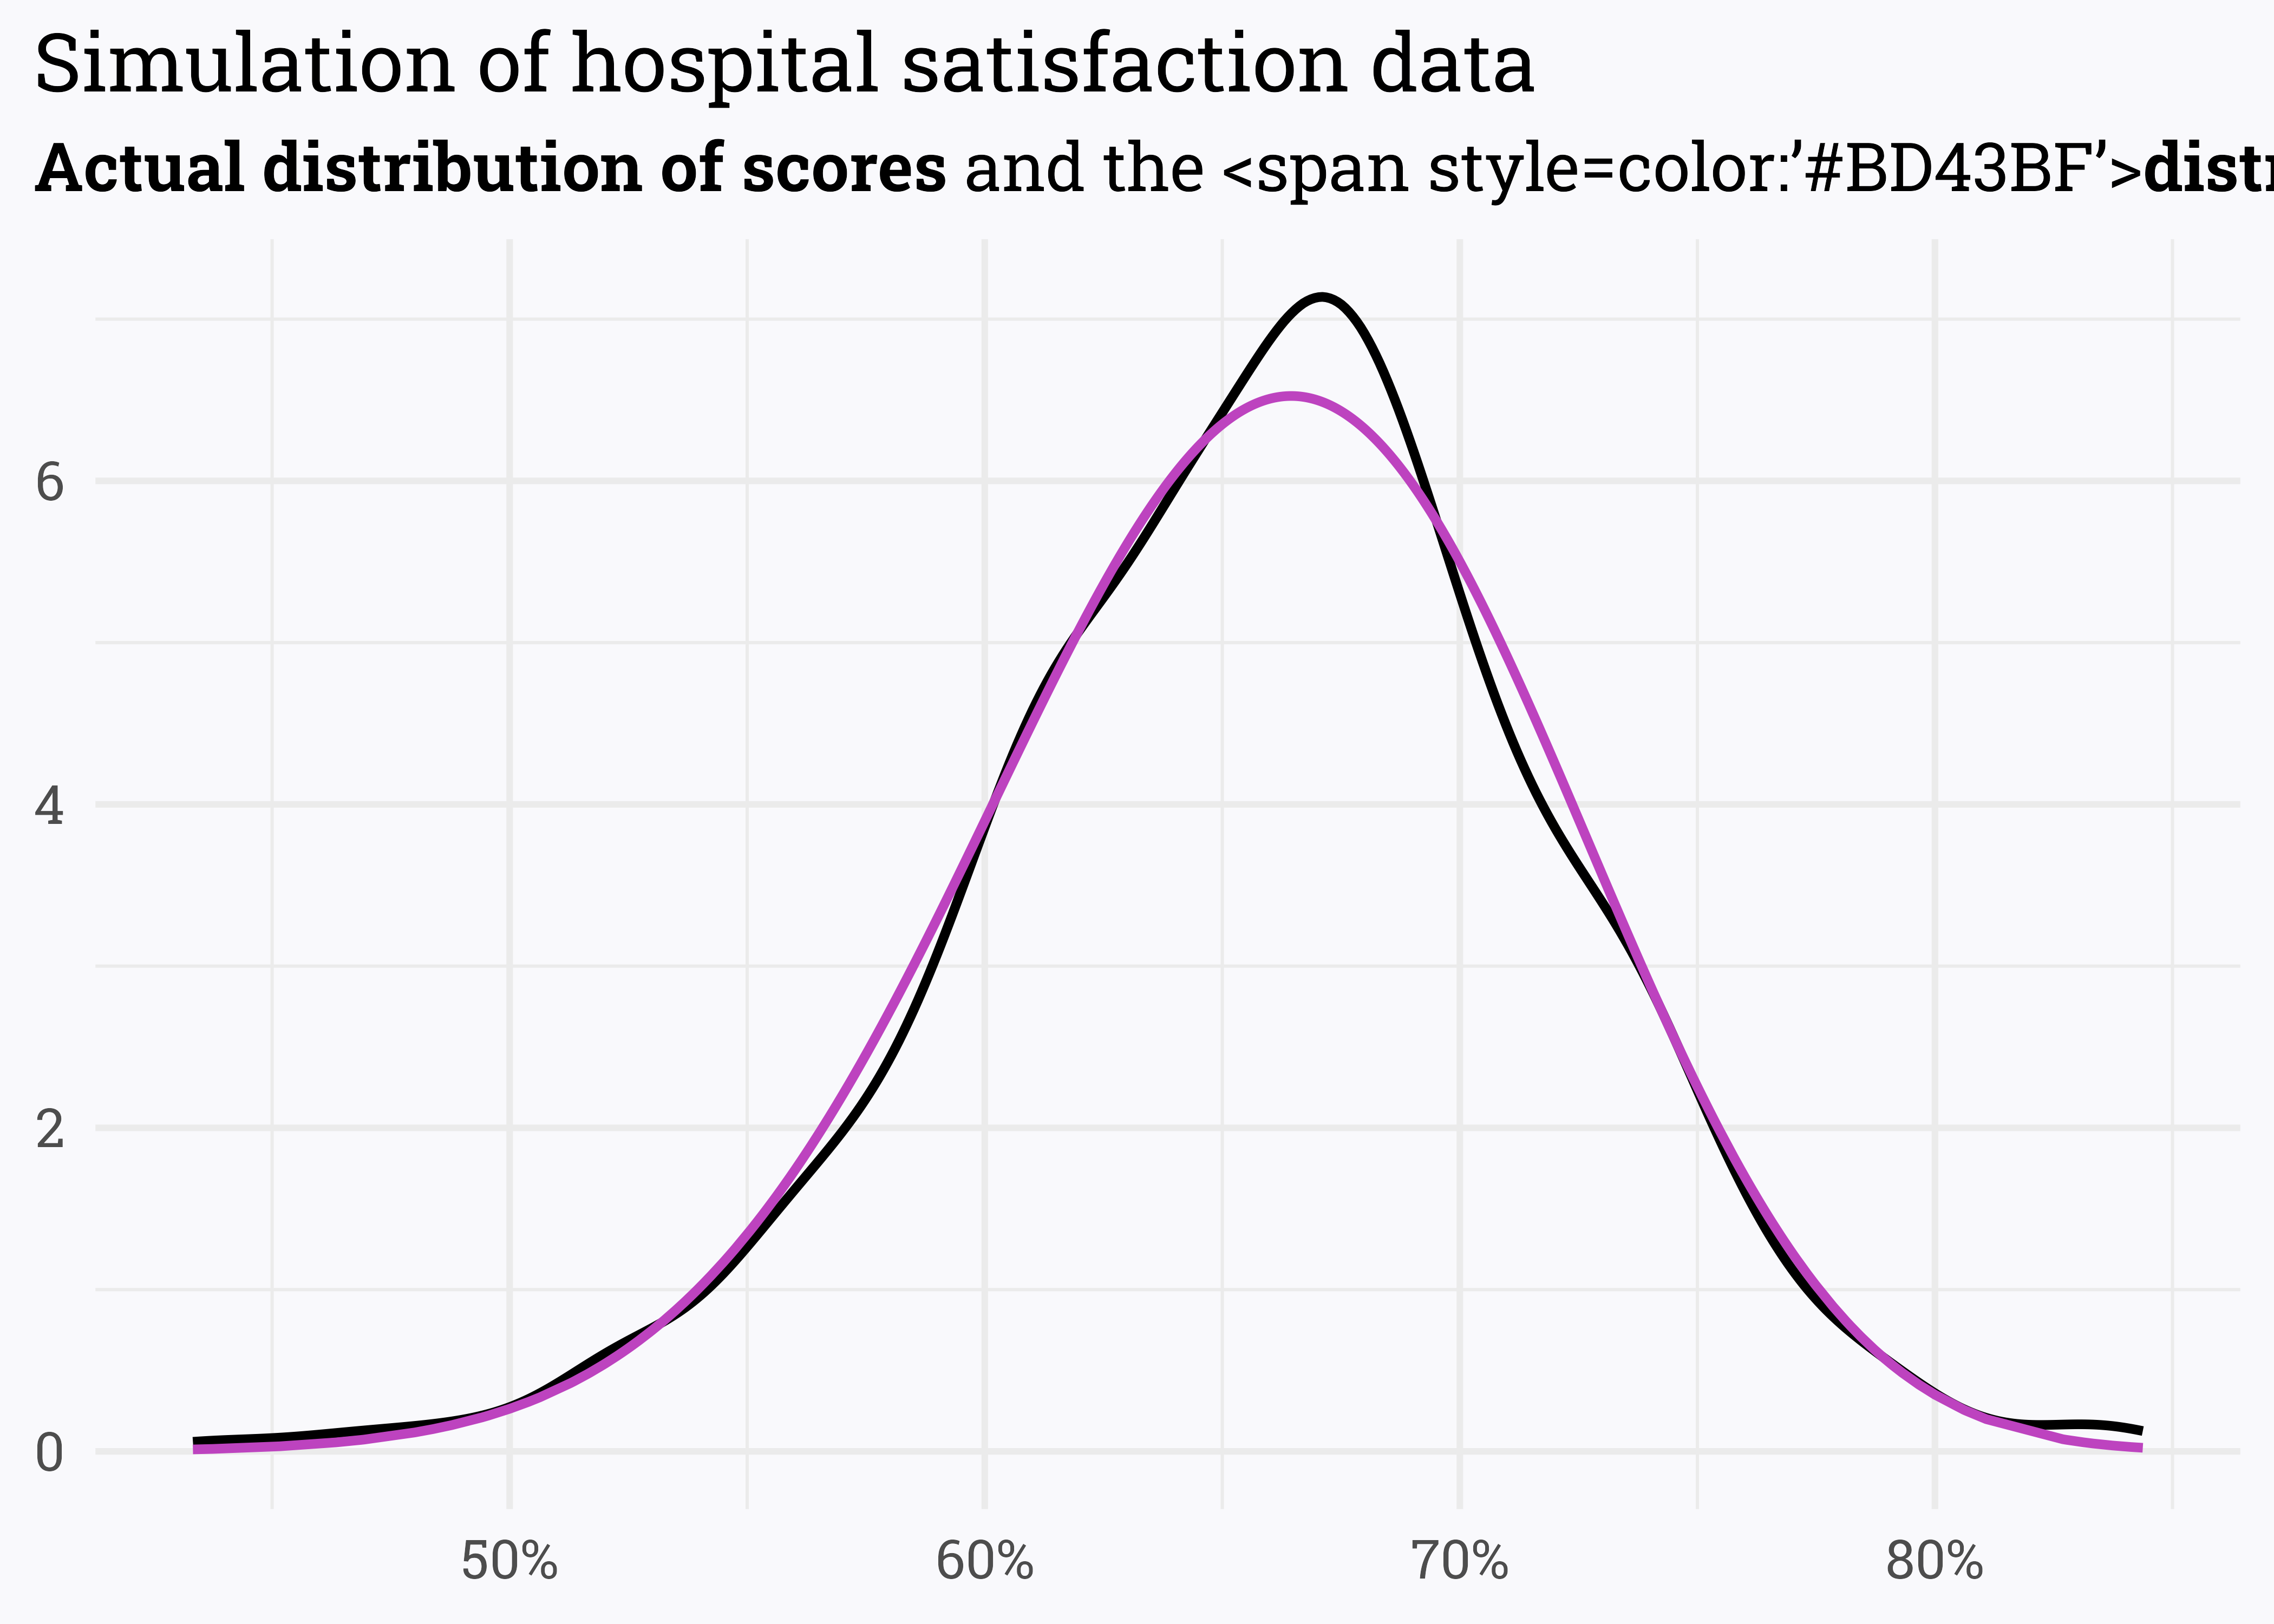 Simulation of hospital satisfaction data
Actual distribution of scores and the <span style=color:’#BD43BF’>
6
4
2
0
50% 60% 70% 80%